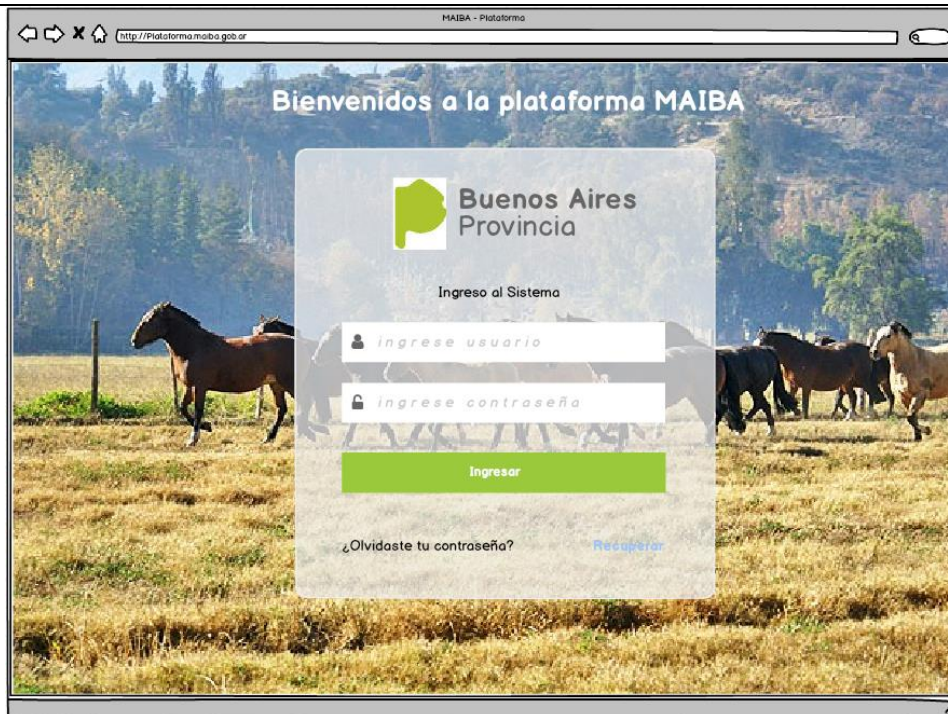 MAIBA - Plataforma
http://Plataforma.maiba.gob.ar
Bienvenidos a la plataforma MAIBA
Buenos Aires
Provincia
Ingreso al Sistema
ingrese usuario
ingrese contraseña
Ingresar
¿Olvidaste tu contraseña? Recuperar